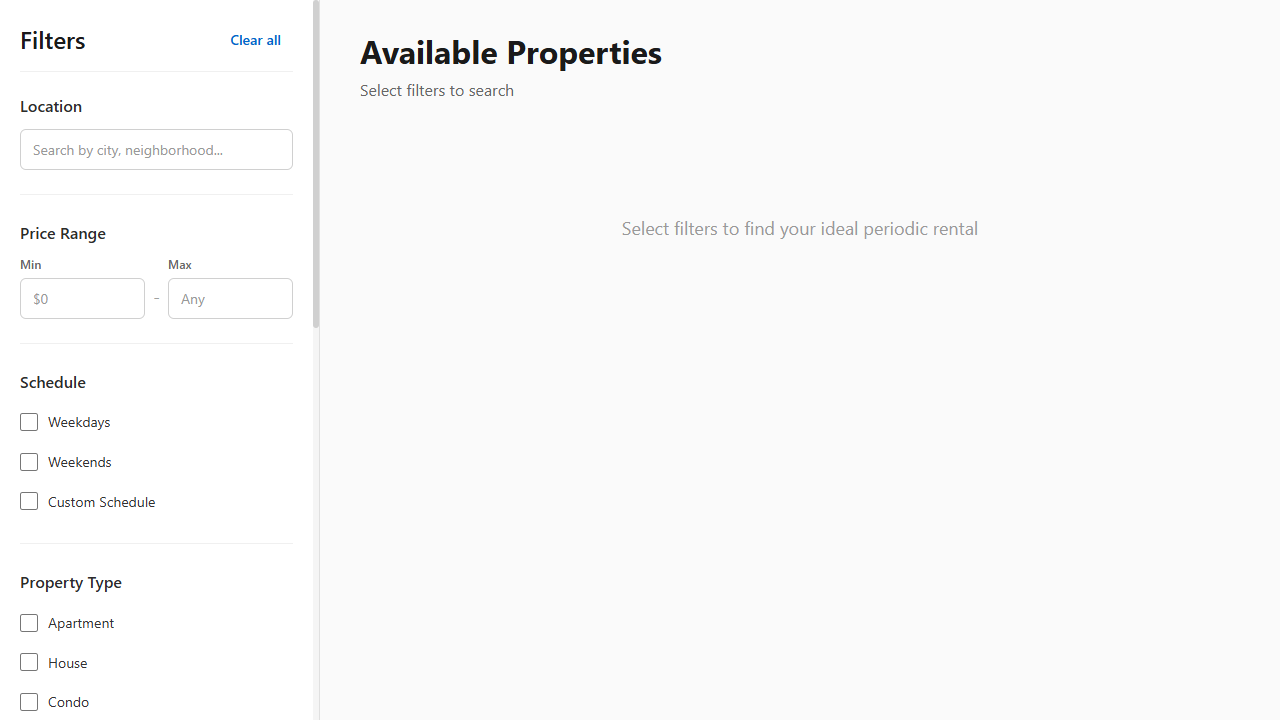 Filters
Clear all
Location
Search by city, neighborhood...
Price Range
Min
Max
$0
-
Any
Schedule
Weekdays
Weekends
Custom Schedule
Property Type
Apartment
House
Condo
Available Properties
Select filters to search
Select filters to find your ideal periodic rental